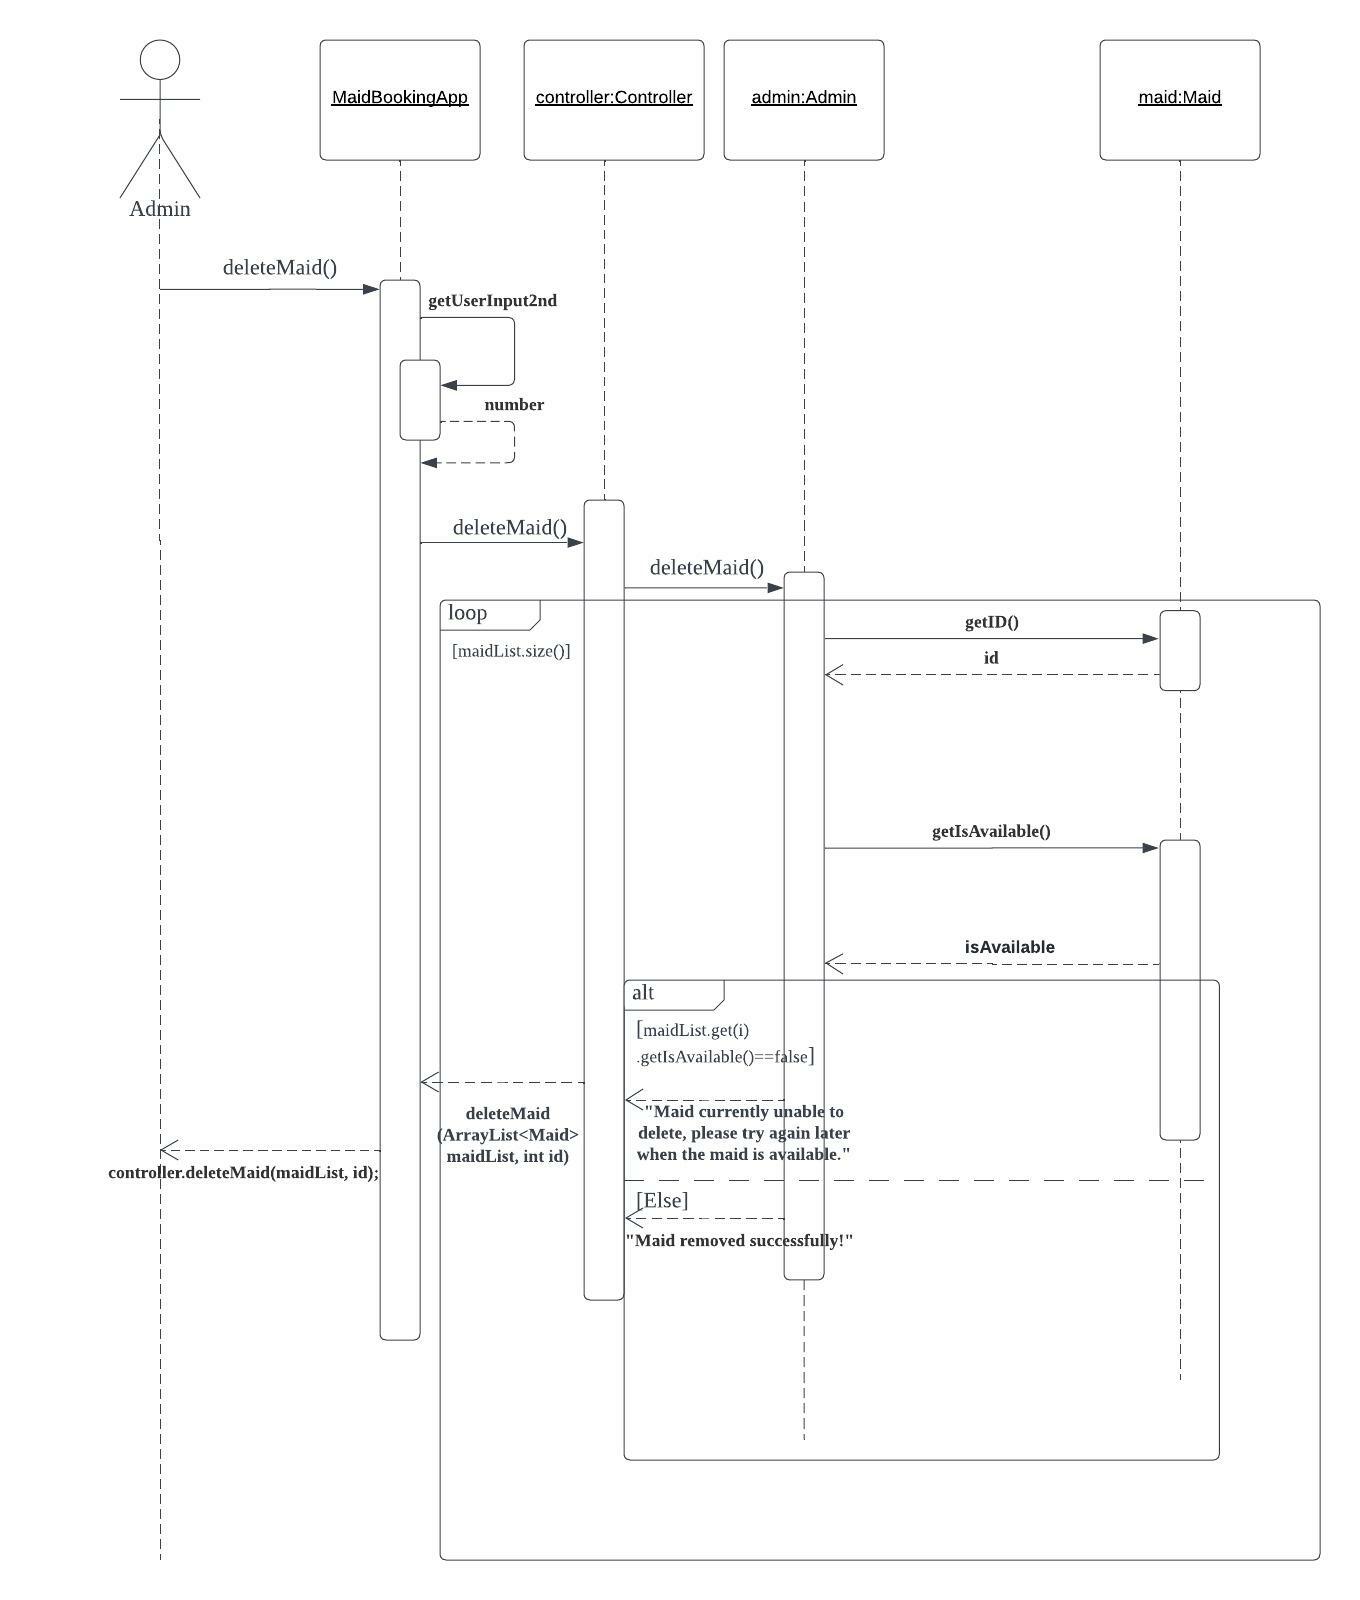 MaidBookingApp
controller:Controller
admin:Admin
maid:Maid
Admin
deleteMaid()
getUserInput2nd
number
deleteMaid()
deleteMaid()
loop
[maidList.size()]
getID()
id
getIsAvailable()
isAvailable
alt
[maidList.get(i)
.getIsAvailable()==false]
deleteMaid
(ArrayList<Maid>
maidList, int id)
"Maid currently unable to
delete, please try again later
when the maid is available."
controller.deleteMaid(maidList, id);
[Else]
"Maid removed successfully!"